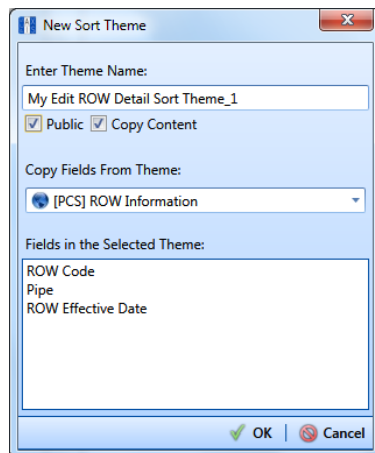 New Sort Theme
Enter Theme Name:
My Edit ROW Detail Sort Theme_1
Public Copy Content
Copy Fields From Theme:
[PCS] ROW Information
Fields in the Selected Theme:
ROW Code
Pipe
ROW Effective Date
OK Cancel